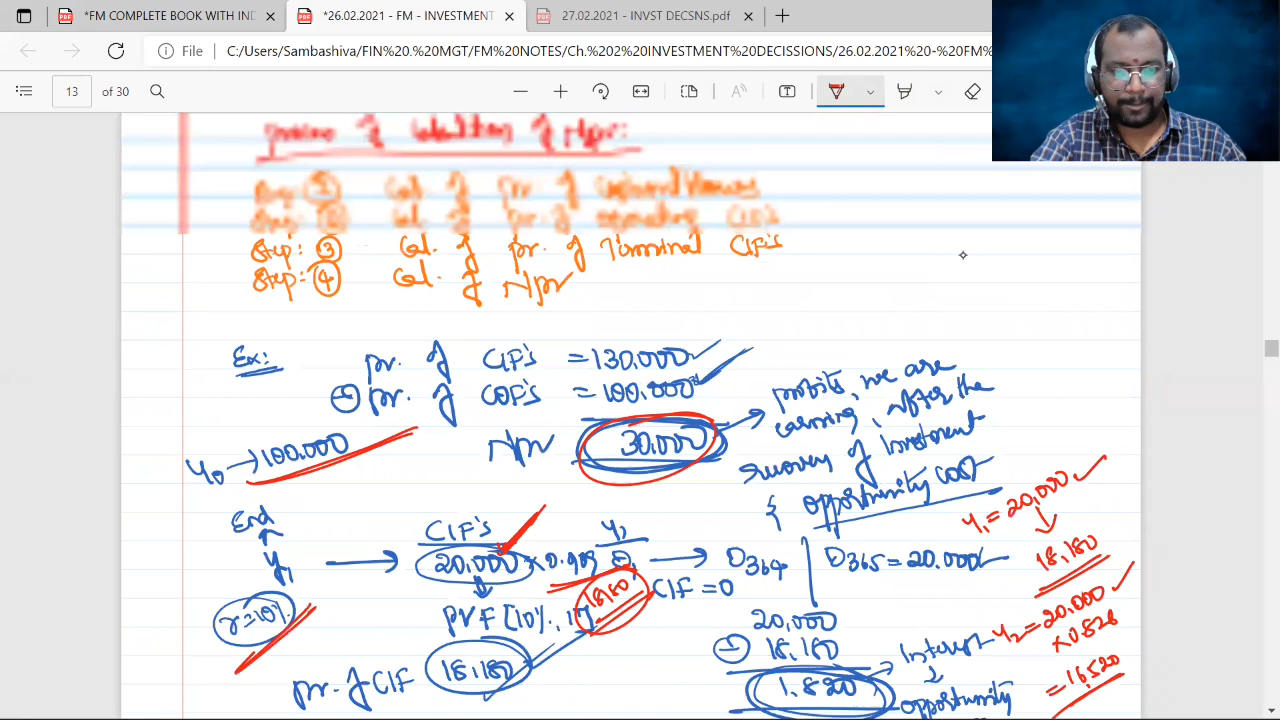 *FM COMPLETE BOOK WITH IND
*26.02.2021 - FM - INVESTMENT
27.02.2021 - INVST DECSNS.pdf
File
C:/Users/Sambashiva/FIN%20.%20MGT/FM%20NOTES/Ch.%202%20INVESTMENT%20DECISSIONS/26.02.2021%20-%20FM%
13 of 30
Step: ③ Cal. of pv. of Terminal CIF's
Step: ④ Cal. of NPV
Ex: pv. of CIF's = 130.000
⊖ pv. of COF's = 100.000
Y0 → 100.000
NPV 30.000
profits, we are
earning, After the
recovery of Investment
& opportunity cost
End
Y1
CIF's
20,000 × 0.909
Y1
D1 → D364
CIF = 0
D365 = 20.000
r = 10%
PVF [10%, 1Y]
18180
pv. of CIF 18,180
20,000
⊖ 18,180
1,820
Interest
opportunity
Y1 = 20,000
18,180
Y2 = 20,000
× 0.826
= 16,520